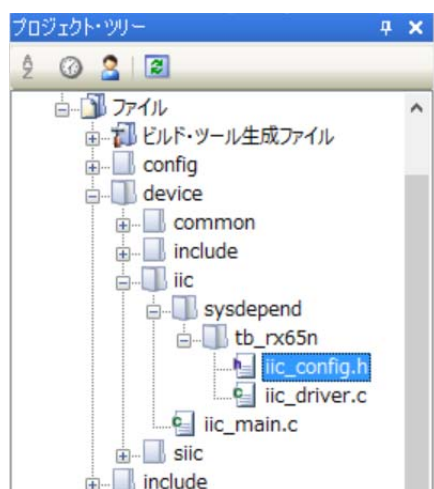 プロジェクト・ツリー
ファイル
ビルド・ツール生成ファイル
config
device
common
include
iic
sysdepend
tb_rx65n
iic_config.h
iic_driver.c
iic_main.c
siic
include